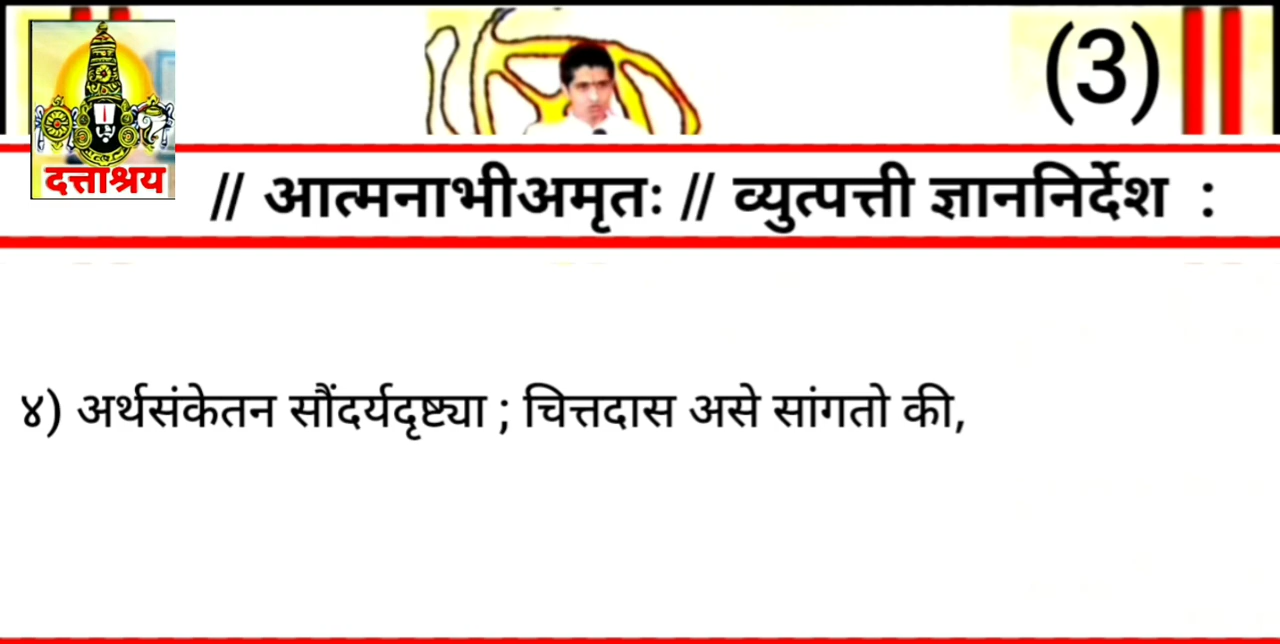 (3)
दत्ताश्रय
// आत्मनाभीअमृतः // व्युत्पत्ती ज्ञाननिर्देश :
४) अर्थसंकेतन सौंदर्यदृष्ट्या ; चित्तदास असे सांगतो की,